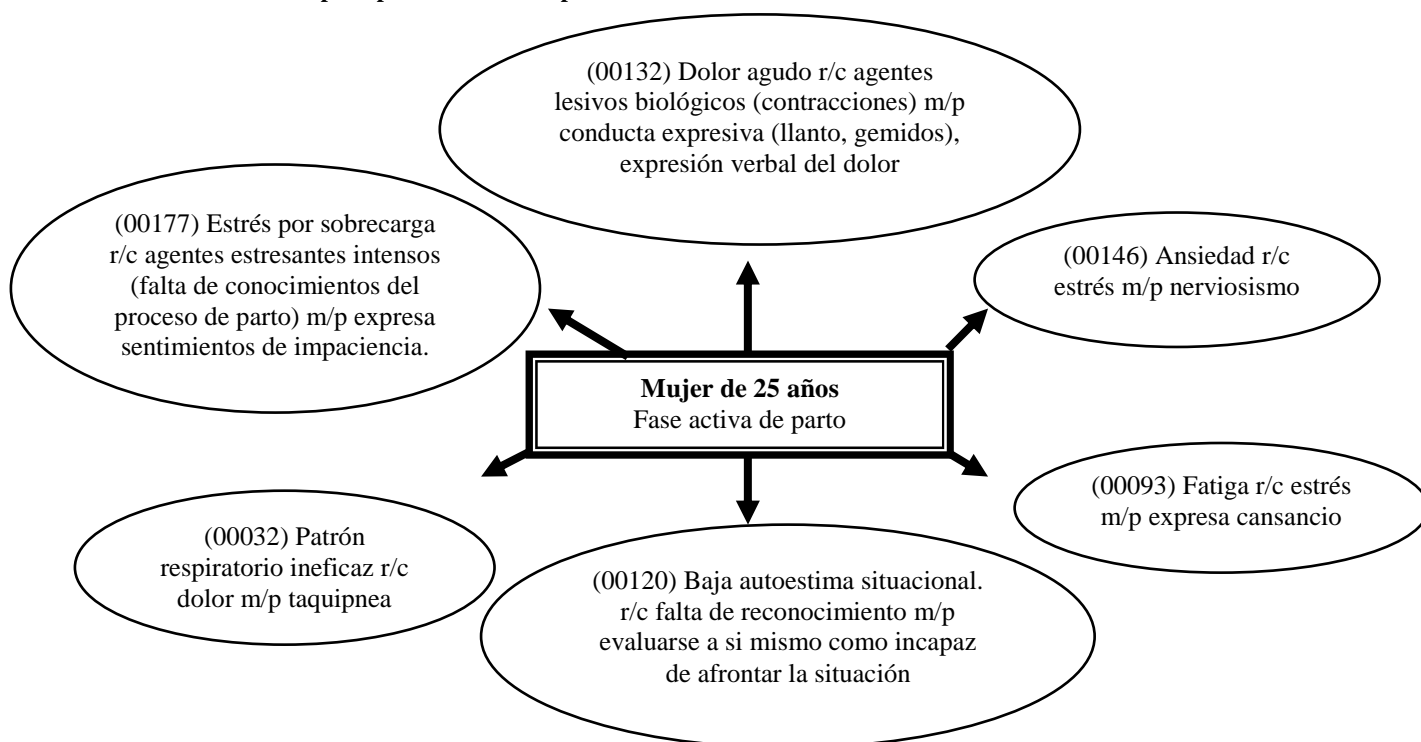 (00132) Dolor agudo r/c agentes
lesivos biológicos (contracciones) m/p
conducta expresiva (llanto, gemidos),
expresión verbal del dolor
(00177) Estrés por sobrecarga
r/c agentes estresantes intensos
(falta de conocimientos del
proceso de parto) m/p expresa
sentimientos de impaciencia.
(00146) Ansiedad r/c
estrés m/p nerviosismo
Mujer de 25 años
Fase activa de parto
(00093) Fatiga r/c estrés
m/p expresa cansancio
(00032) Patrón
respiratorio ineficaz r/c
dolor m/p taquipnea
(00120) Baja autoestima situacional.
r/c falta de reconocimiento m/p
evaluarse a si mismo como incapaz
de afrontar la situación